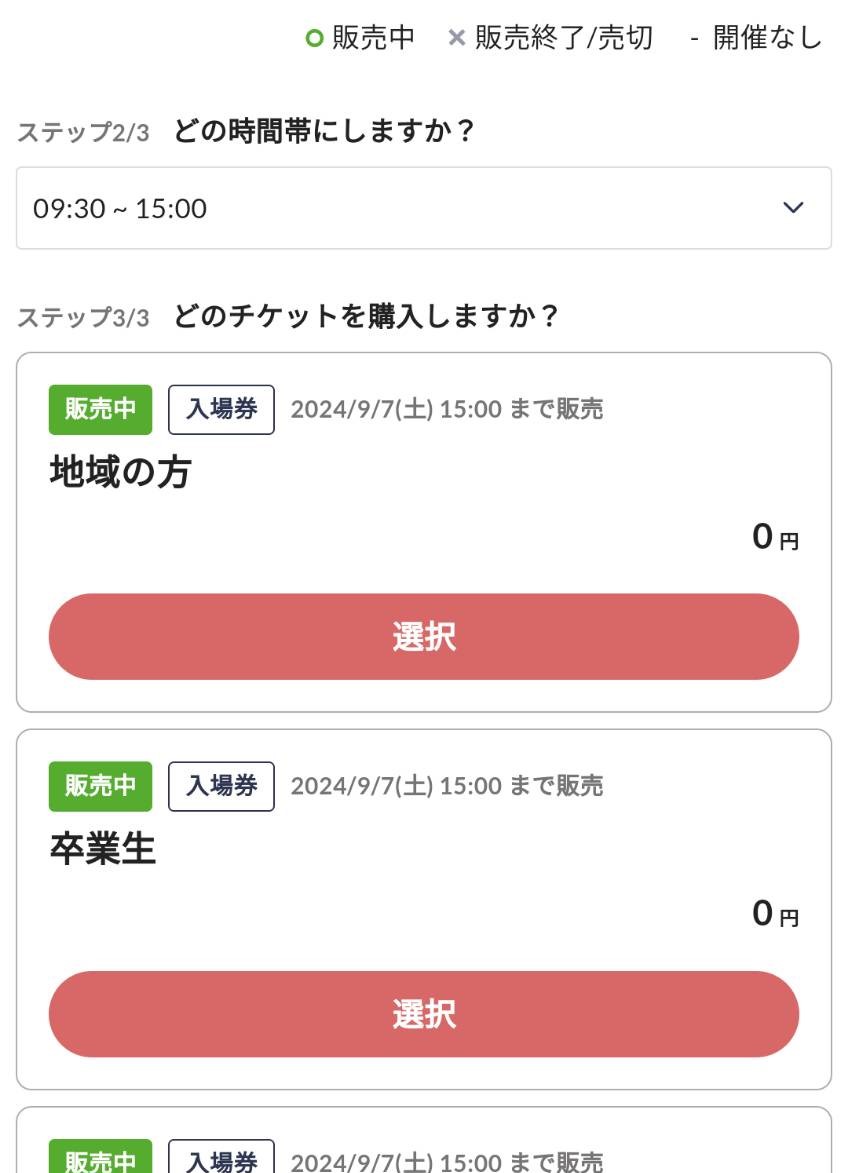 ○ 販売中 × 販売終了/売切 - 開催なし
ステップ2/3 どの時間帯にしますか？
09:30 ~ 15:00
ステップ3/3 どのチケットを購入しますか？
販売中 入場券 2024/9/7(土) 15:00 まで販売
地域の方
0 円
選択
販売中 入場券 2024/9/7(土) 15:00 まで販売
卒業生
0 円
選択
販売中 入場券 2024/9/7(土) 15:00 まで販売